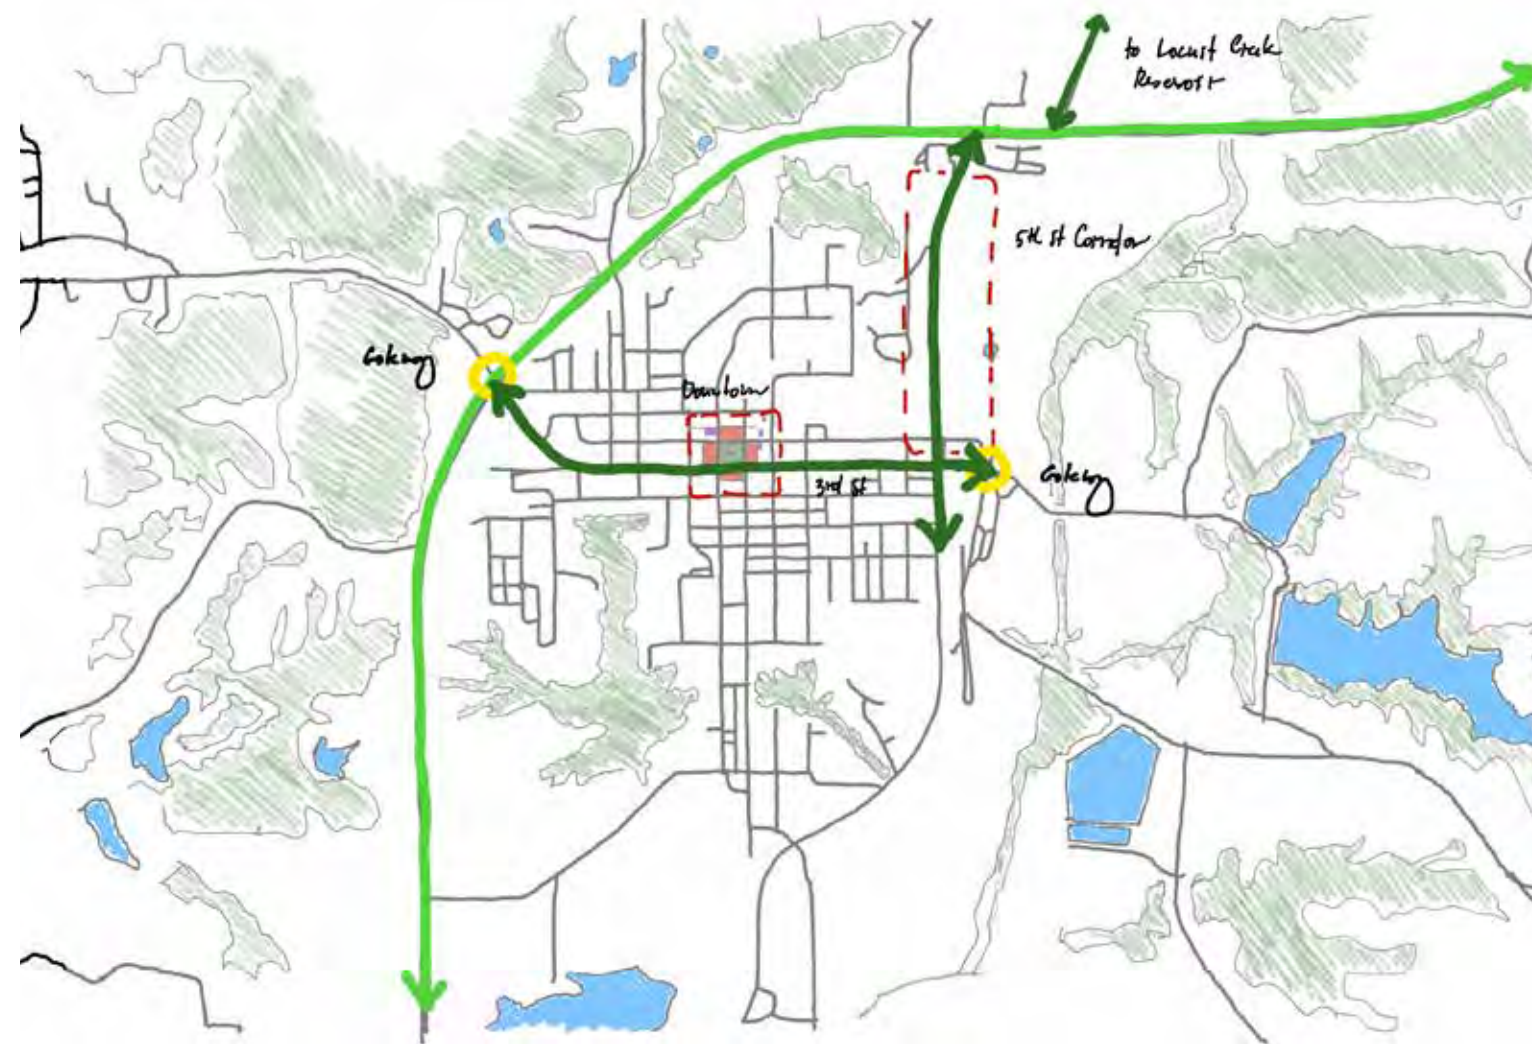 to Locust Creek
Reservoir
5th St Corridor
Gateway
Downtown
3rd St
Gateway